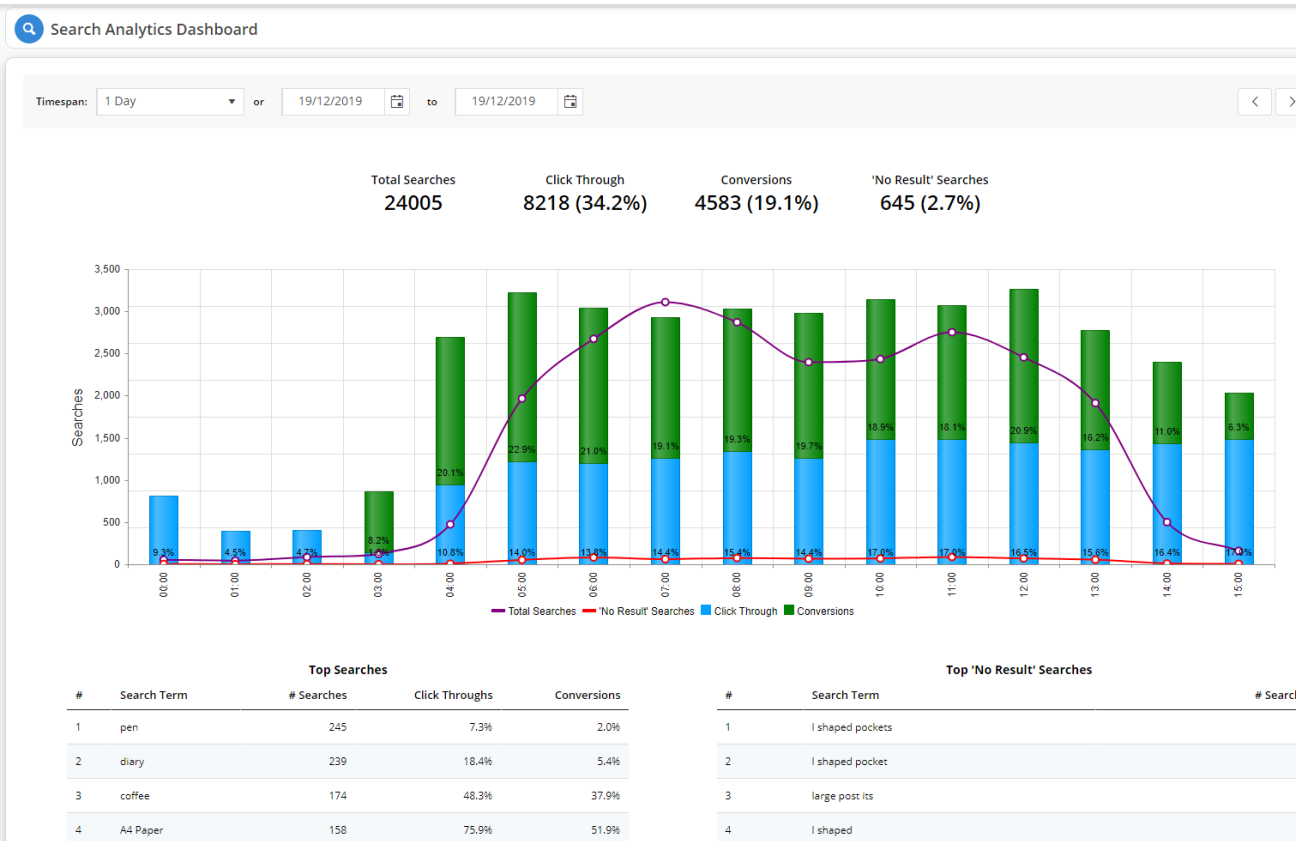 Search Analytics Dashboard
Timespan: 1 Day or 19/12/2019 to 19/12/2019
Total Searches Click Through Conversions 'No Result' Searches
24005 8218 (34.2%) 4583 (19.1%) 645 (2.7%)
Searches
3,500
3,000
2,500
2,000
1,500
1,000
500
0
20.1% 22.9% 21.0% 19.1% 19.3% 19.7% 18.9% 18.1% 20.9% 16.2% 11.0% 6.3%
8.2%
9.3% 4.5% 4.7% 10.8% 14.0% 13.8% 14.4% 15.4% 14.4% 17.0% 17.0% 16.5% 15.6% 16.4%
00:00 01:00 02:00 03:00 04:00 05:00 06:00 07:00 08:00 09:00 10:00 11:00 12:00 13:00 14:00 15:00
Total Searches 'No Result' Searches Click Through Conversions
Top Searches
# Search Term # Searches Click Throughs Conversions
1 pen 245 7.3% 2.0%
2 diary 239 18.4% 5.4%
3 coffee 174 48.3% 37.9%
4 A4 Paper 158 75.9% 51.9%
Top 'No Result' Searches
# Search Term # Search
1 l shaped pockets
2 l shaped pocket
3 large post its
4 l shaped